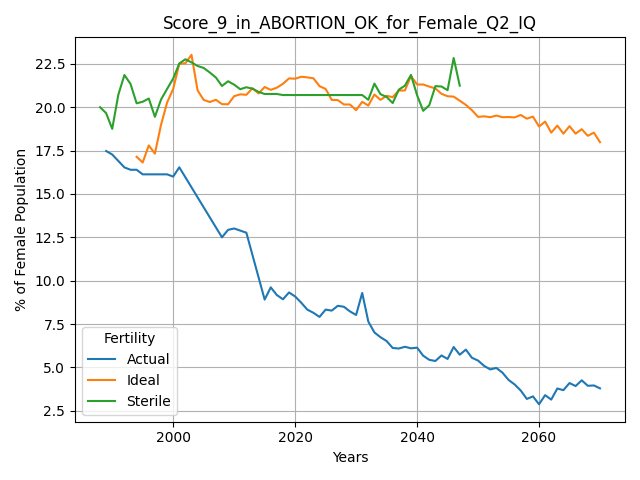 Score_9_in_ABORTION_OK_for_Female_Q2_IQ
% of Female Population
22.5
20.0
17.5
15.0
12.5
10.0
7.5
5.0
2.5
Fertility
Actual
Ideal
Sterile
2000
2020
2040
2060
Years